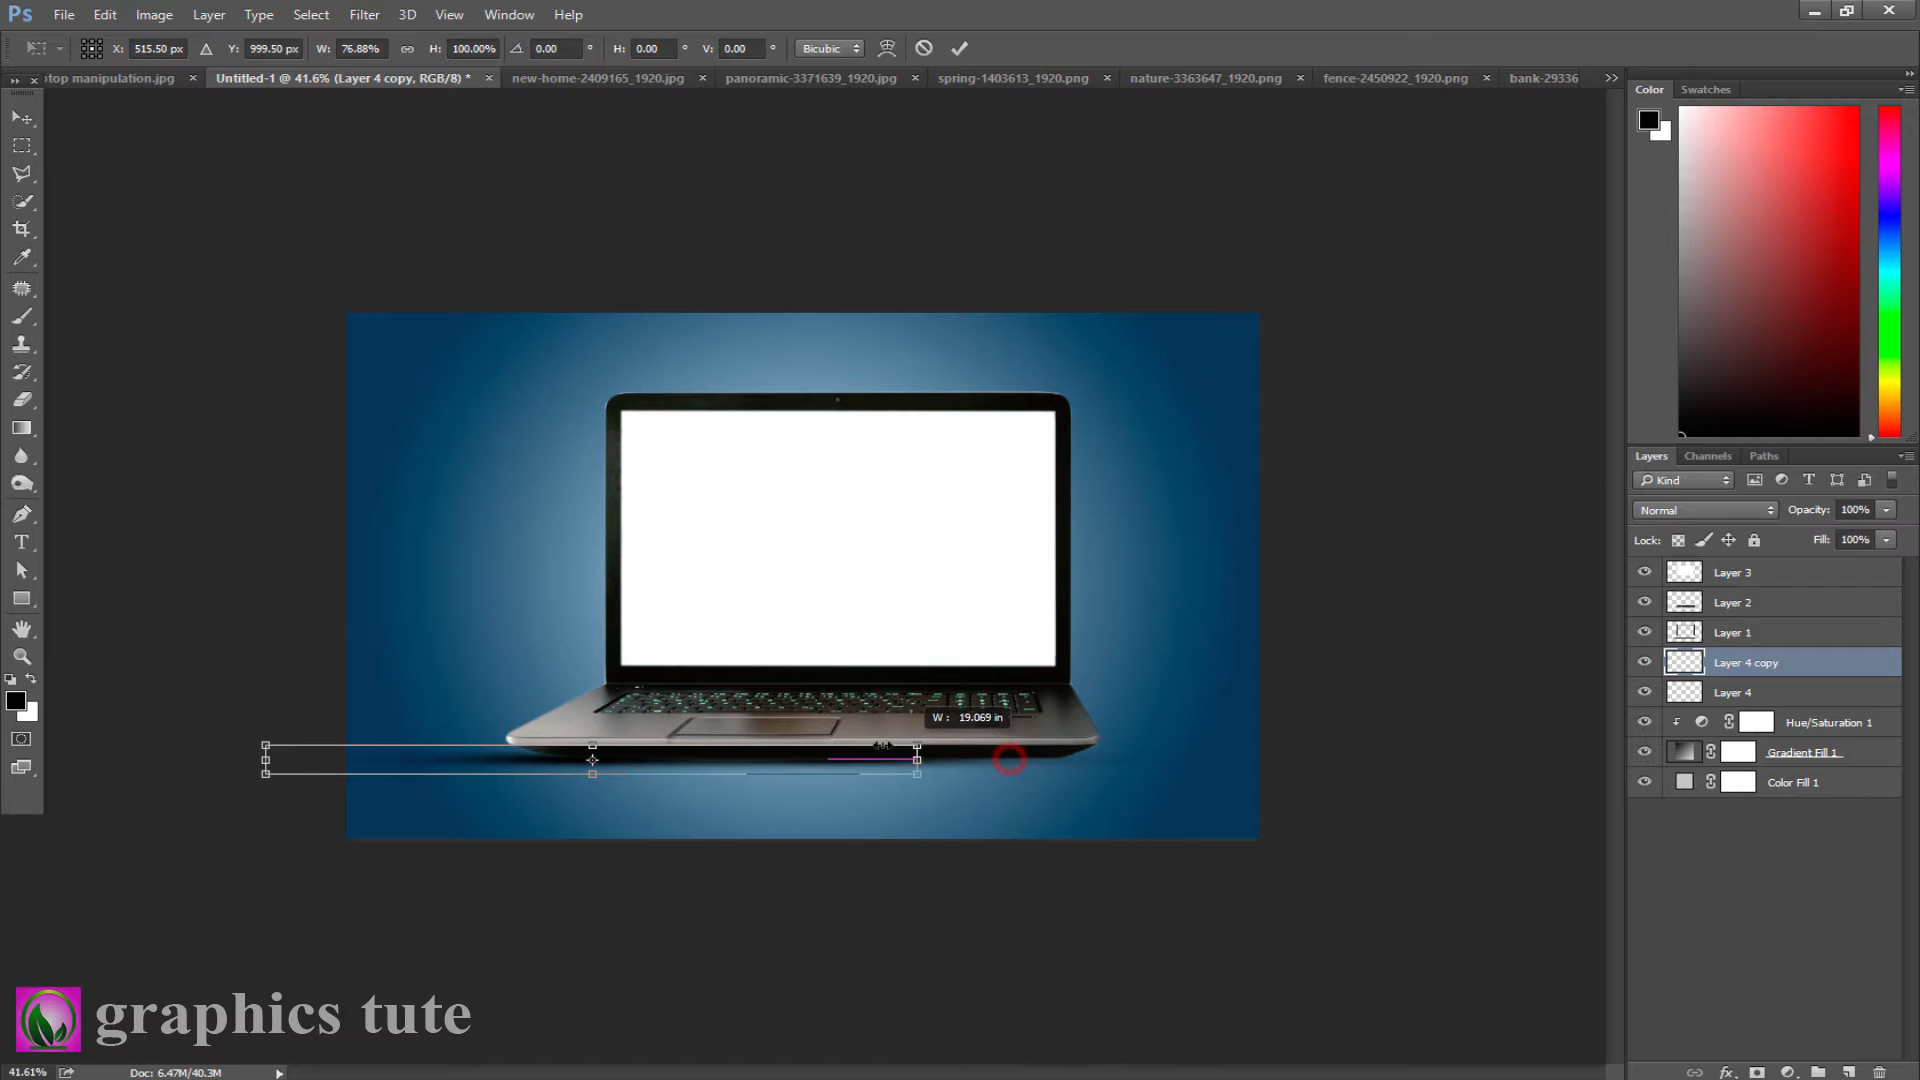 Ps File Edit Image Layer Type Select Filter 3D View Window Help
X: 515.50 px Y: 999.50 px W: 76.88% H: 100.00% 0.00 ° H: 0.00 ° V: 0.00 ° Bicubic
top manipulation.jpg × Untitled-1 @ 41.6% (Layer 4 copy, RGB/8) * × new-home-2409165_1920.jpg × panoramic-3371639_1920.jpg × spring-1403613_1920.png × nature-3363647_1920.png × fence-2450922_1920.png × bank-29336
Color Swatches
Layers Channels Paths
Kind
Normal Opacity: 100%
Lock: Fill: 100%
Layer 3
Layer 2
Layer 1
Layer 4 copy
Layer 4
Hue/Saturation 1
Gradient Fill 1
Color Fill 1
W : 19.069 in
graphics tute
41.61% Doc: 6.47M/40.3M